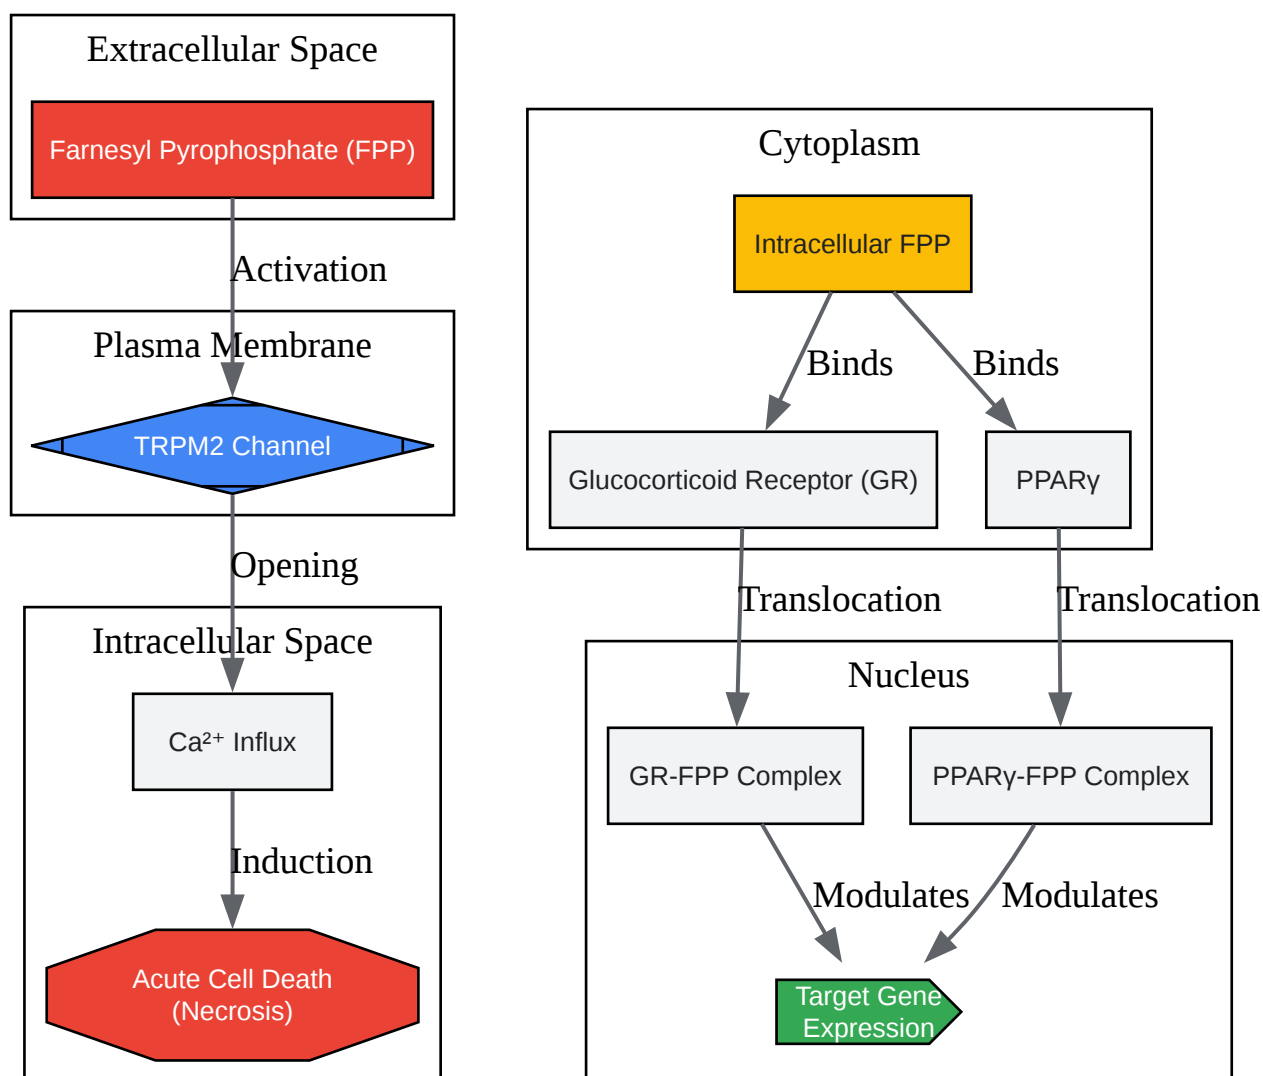 Extracellular Space
Farnesyl Pyrophosphate (FPP)
Activation
Plasma Membrane
TRPM2 Channel
Opening
Intracellular Space
Ca²⁺ Influx
Induction
Acute Cell Death
(Necrosis)
Cytoplasm
Intracellular FPP
Binds
Binds
Glucocorticoid Receptor (GR)
PPARγ
Translocation
Translocation
Nucleus
GR-FPP Complex
PPARγ-FPP Complex
Modulates
Modulates
Target Gene
Expression